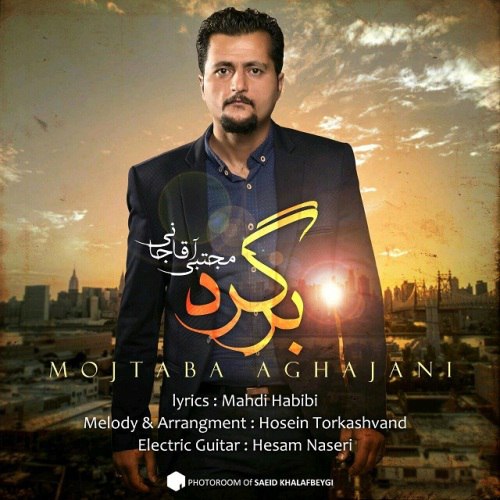 مجتبی آقاجانی
برگرد
MOJTABA AGHAJANI
lyrics : Mahdi Habibi
Melody & Arrangment : Hosein Torkashvand
Electric Guitar : Hesam Naseri
PHOTOROOM OF SAEID KHALAFBEYGI